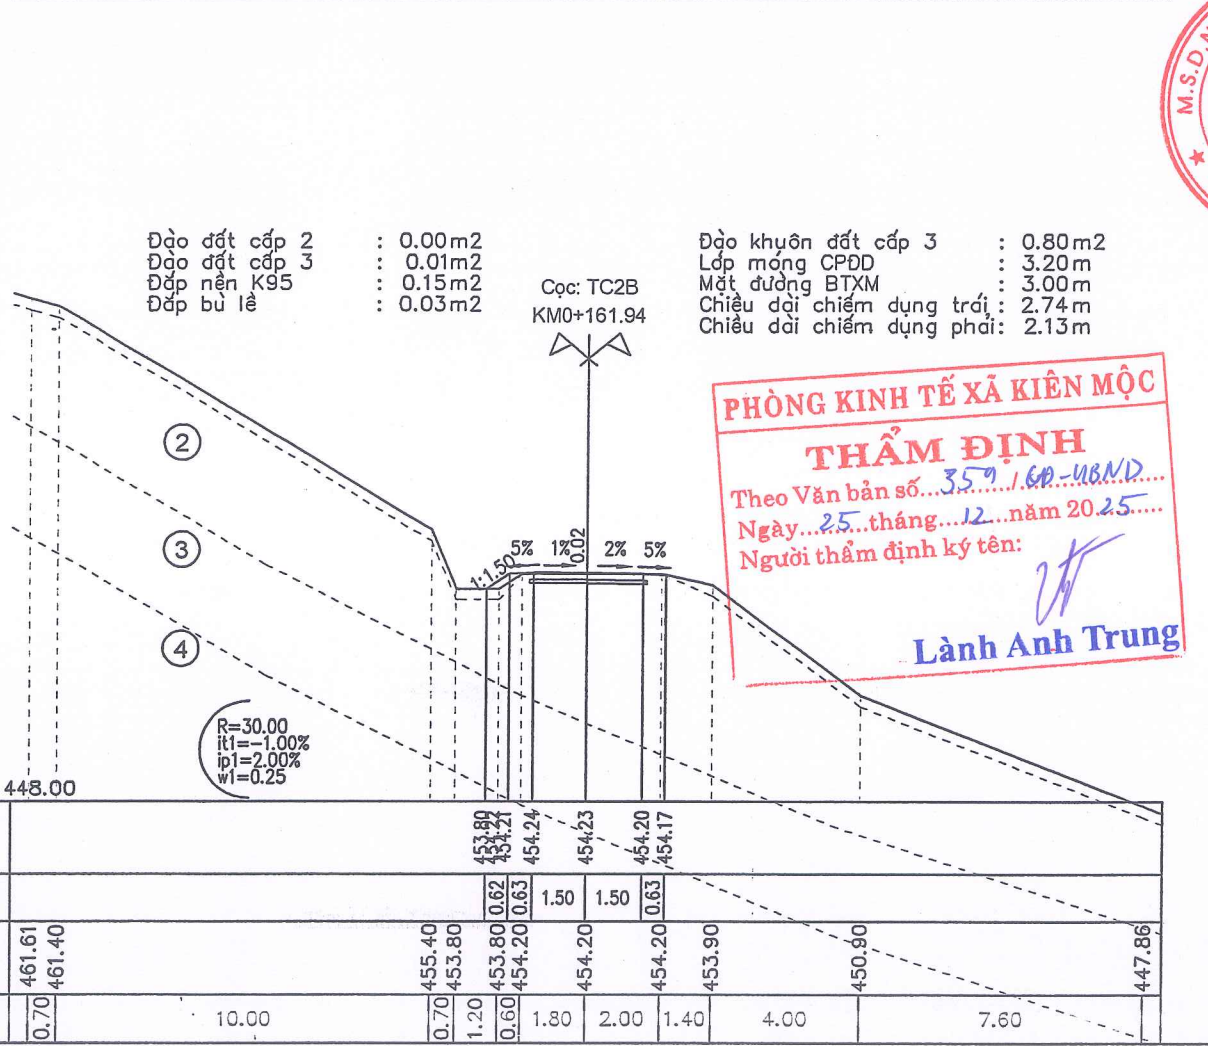 M.S.D.N
Đào đất cấp 2 : 0.00m2
Đào đất cấp 3 : 0.01m2
Đắp nền K95 : 0.15m2
Đắp bù lề : 0.03m2
Cọc: TC2B
KM0+161.94
Đào khuôn đất cấp 3 : 0.80m2
Lớp móng CPĐD : 3.20m
Mặt đường BTXM : 3.00m
Chiều dài chiếm dụng trái : 2.74m
Chiều dài chiếm dụng phải: 2.13m
PHÒNG KINH TẾ XÃ KIÊN MỘC
THẨM ĐỊNH
Theo Văn bản số...359../QĐ-UBND...
Ngày...25...tháng...12...năm 20.25...
Người thẩm định ký tên:
Lành Anh Trung
2
3
4
1:1.50
5% 1% 0.02 2% 5%
R=30.00
it1=-1.00%
ip1=2.00%
w1=0.25
448.00
453.80 454.21 454.24 454.23 454.20 454.17
0.62 0.63 1.50 1.50 0.63
461.61 461.40 455.40 453.80 453.80 454.20 454.20 454.20 453.90 450.90 447.86
0.70 10.00 0.70 1.20 0.60 1.80 2.00 1.40 4.00 7.60